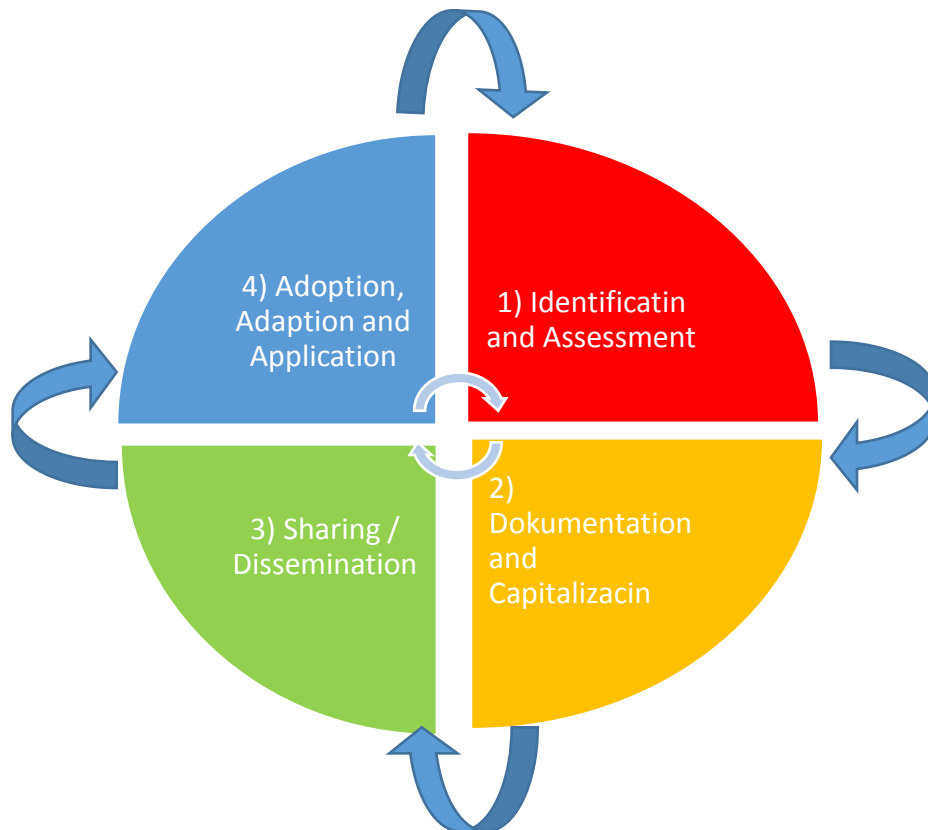 1) Identificatin
and Assessment
2)
Dokumentation
and
Capitalizacin
3) Sharing /
Dissemination
4) Adoption,
Adaption and
Application